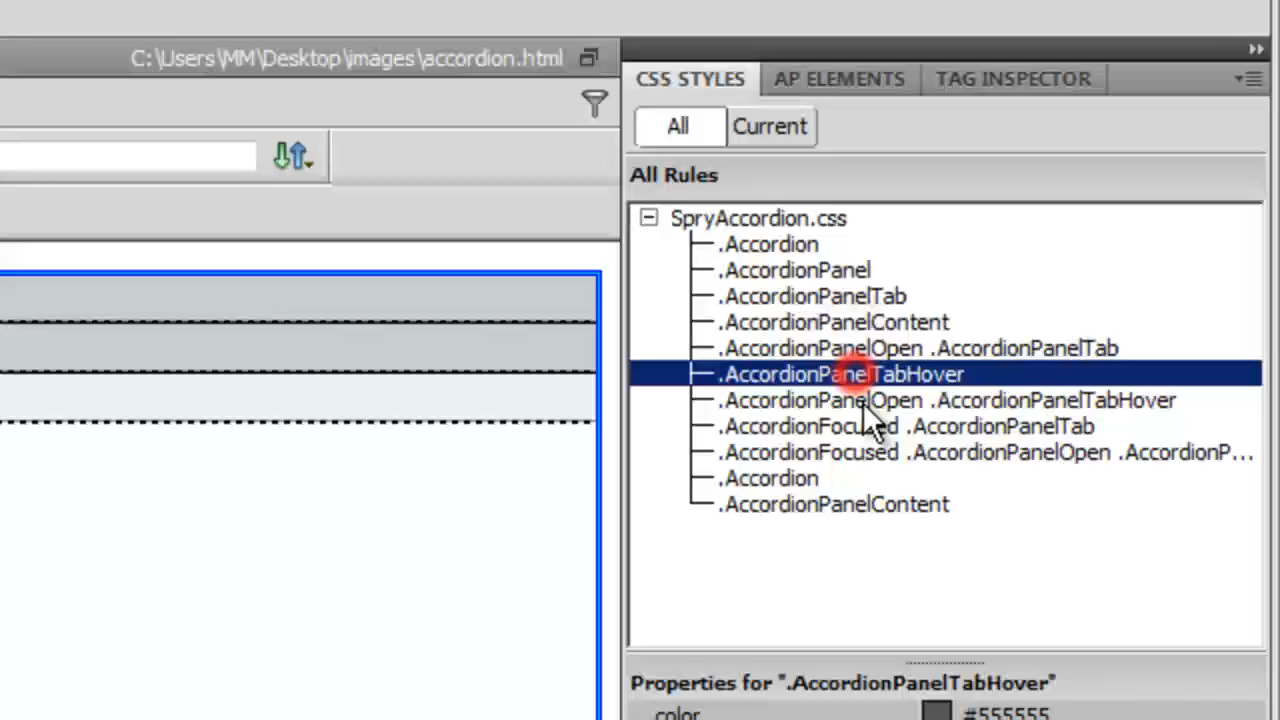 C:\Users\MM\Desktop\images\accordion.html
CSS STYLES
AP ELEMENTS
TAG INSPECTOR
All
Current
All Rules
SpryAccordion.css
.Accordion
.AccordionPanel
.AccordionPanelTab
.AccordionPanelContent
.AccordionPanelOpen .AccordionPanelTab
.AccordionPanelTabHover
.AccordionPanelOpen .AccordionPanelTabHover
.AccordionFocused .AccordionPanelTab
.AccordionFocused .AccordionPanelOpen .AccordionP...
.Accordion
.AccordionPanelContent
Properties for ".AccordionPanelTabHover"
color
#555555